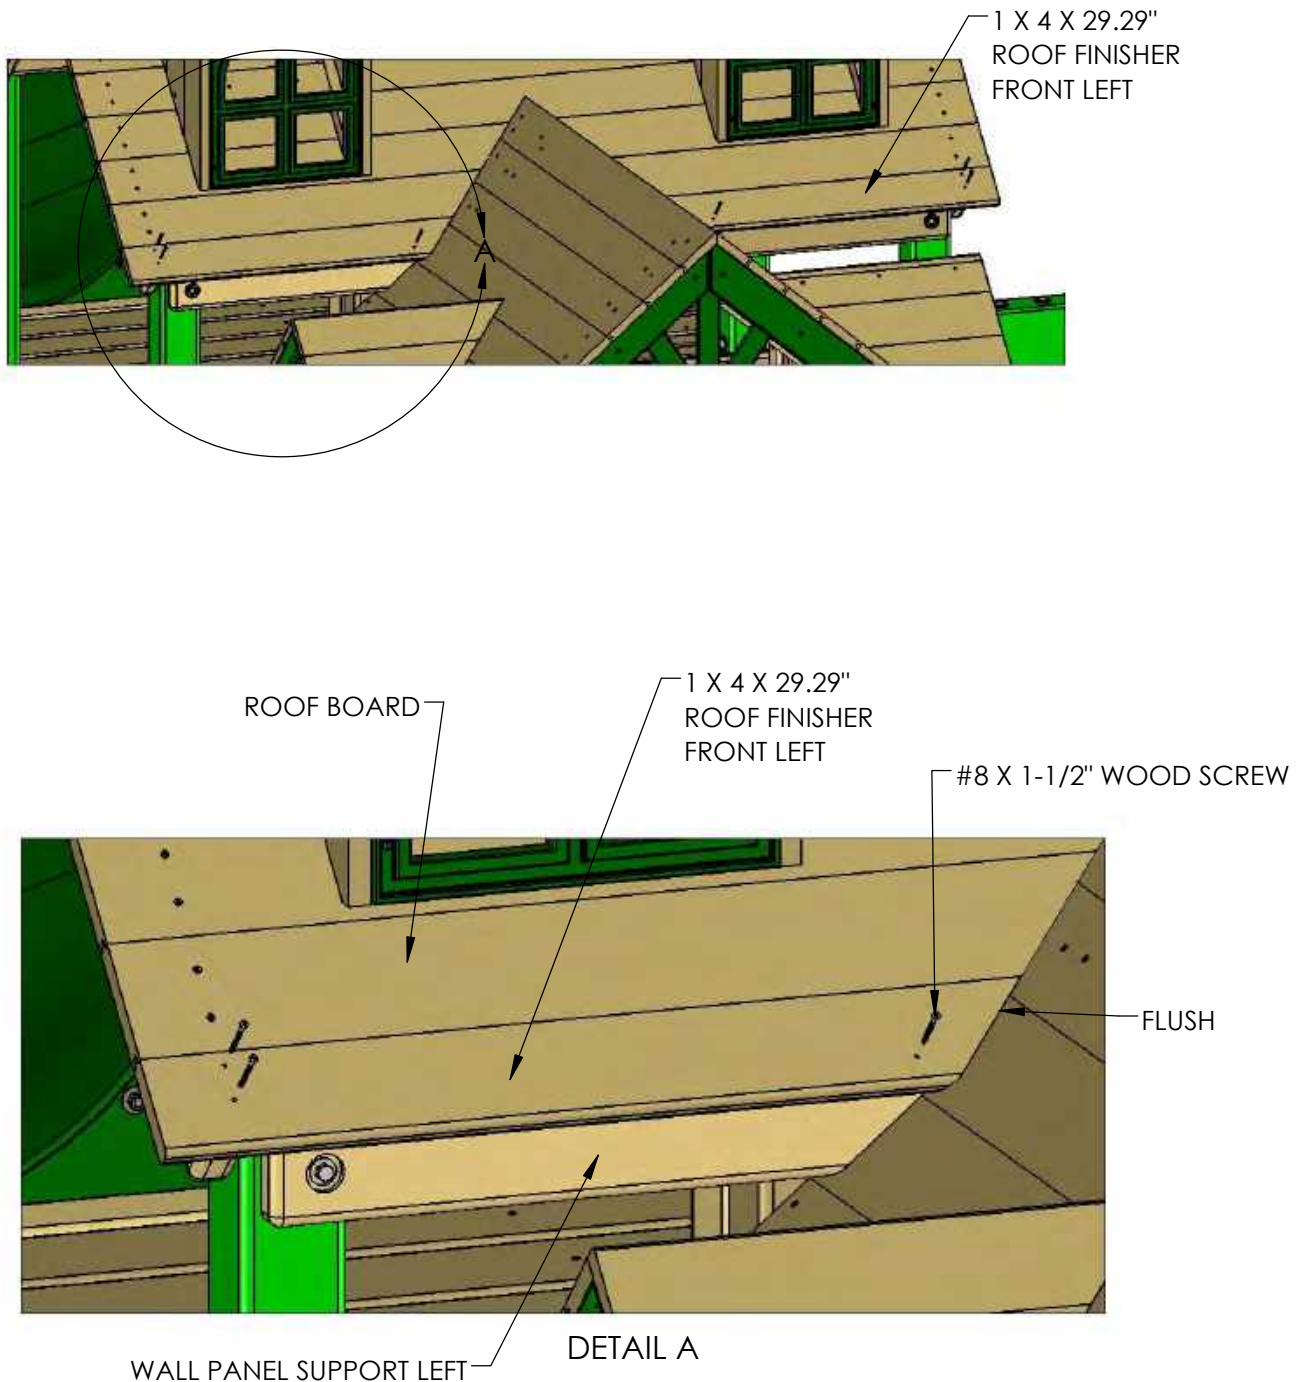 1 X 4 X 29.29"
ROOF FINISHER
FRONT LEFT
A
ROOF BOARD
1 X 4 X 29.29"
ROOF FINISHER
FRONT LEFT
#8 X 1-1/2" WOOD SCREW
FLUSH
DETAIL A
WALL PANEL SUPPORT LEFT